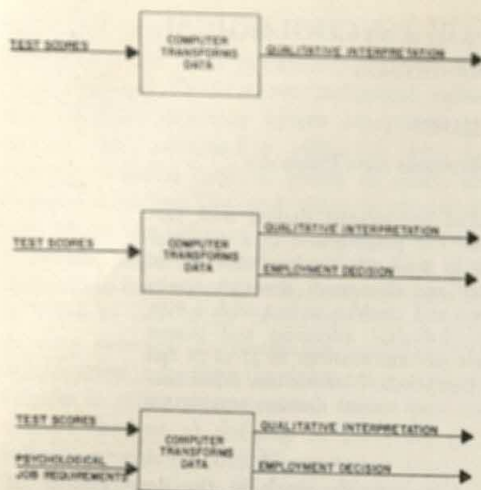 TEST SCORES
COMPUTER
TRANSFORMS
DATA
QUALITATIVE INTERPRETATION
TEST SCORES
COMPUTER
TRANSFORMS
DATA
QUALITATIVE INTERPRETATION
EMPLOYMENT DECISION
TEST SCORES
PSYCHOLOGICAL
JOB REQUIREMENTS
COMPUTER
TRANSFORMS
DATA
QUALITATIVE INTERPRETATION
EMPLOYMENT DECISION